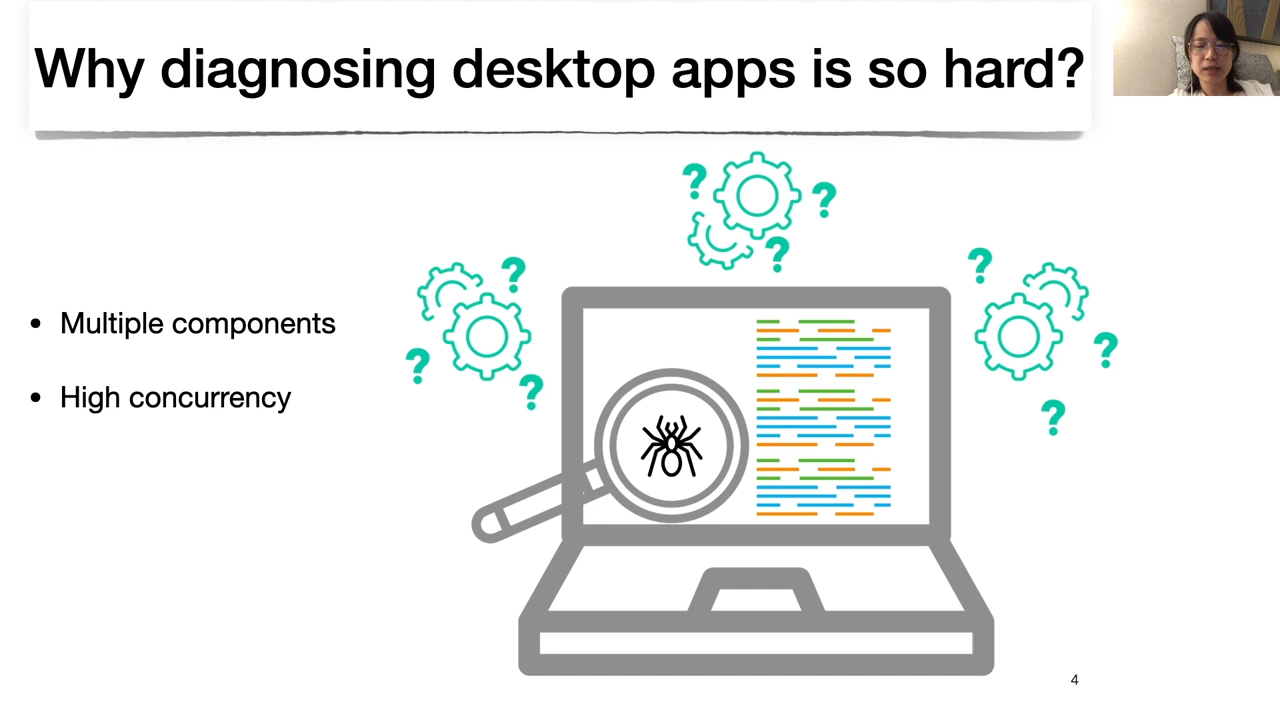 Why diagnosing desktop apps is so hard?
? ? ?
? ? ?
? ? ?
• Multiple components
• High concurrency
4